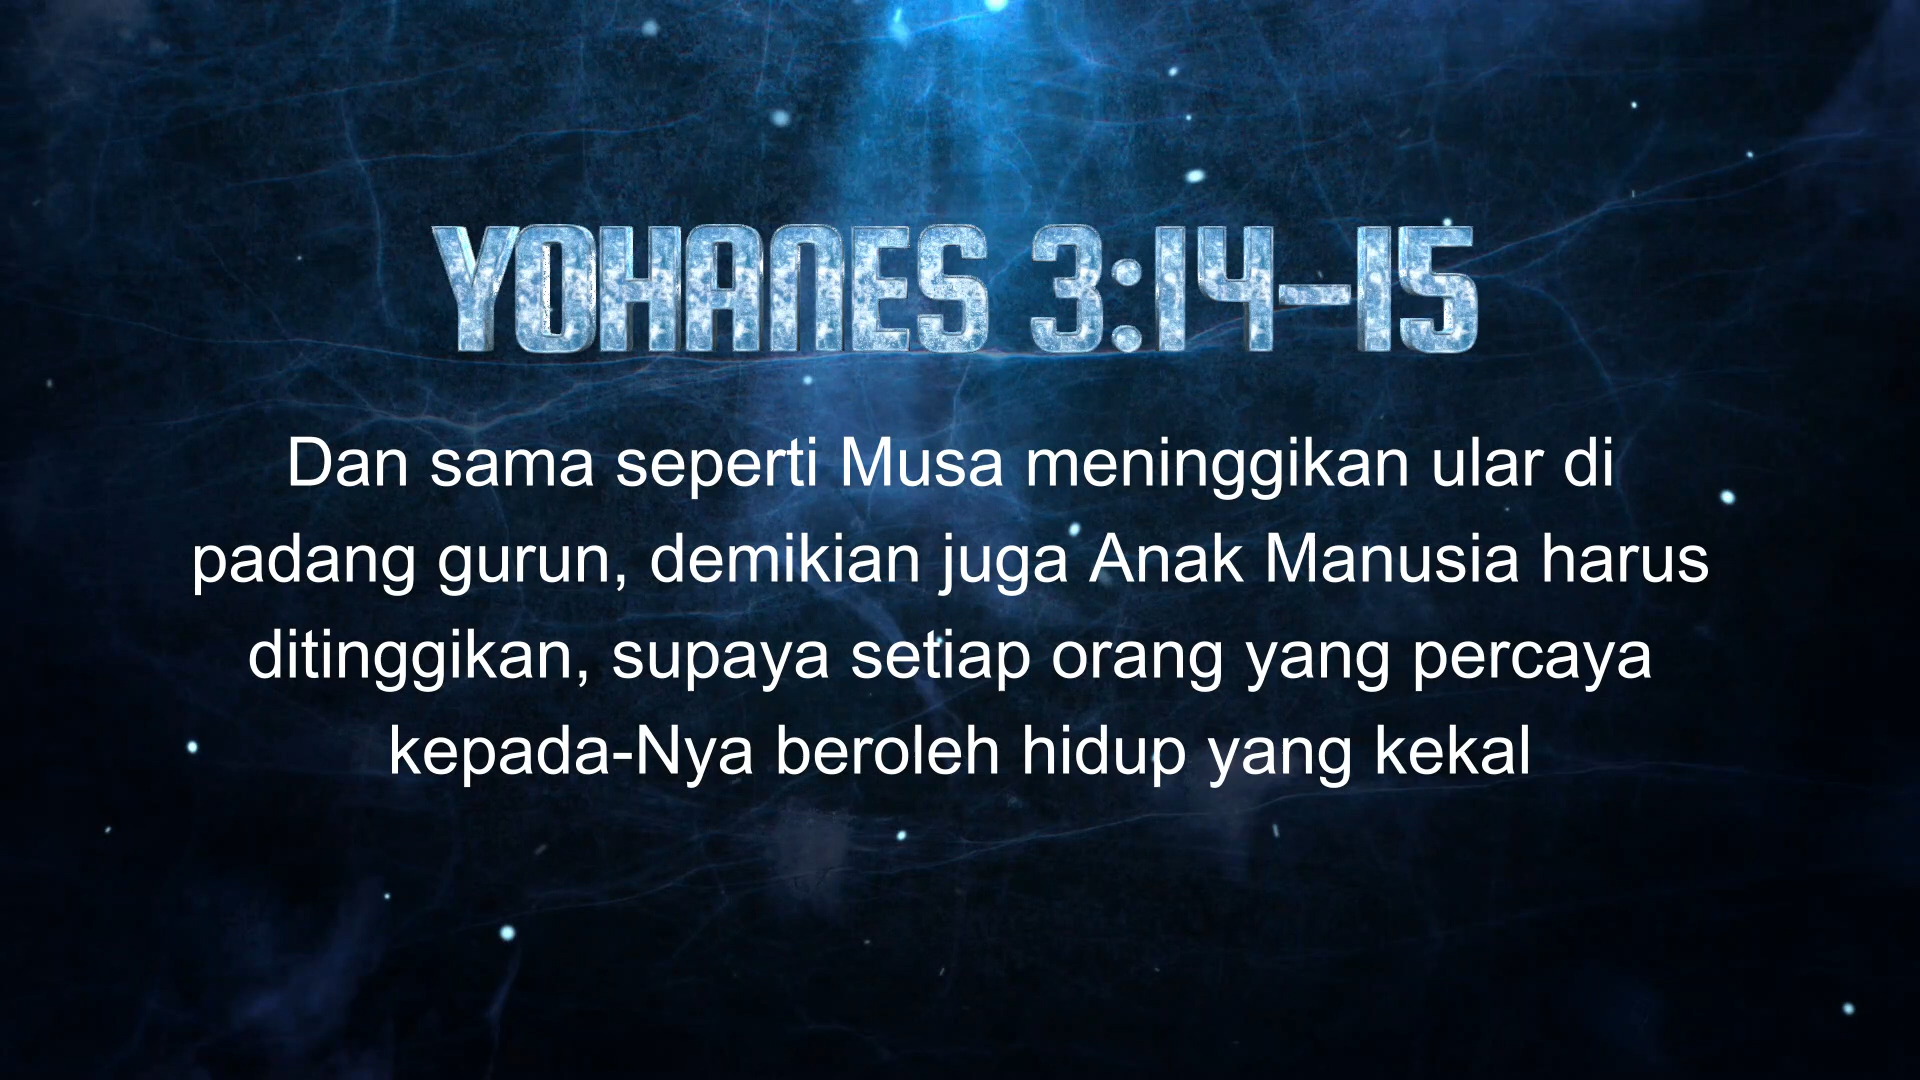 YOHANES 3:14–15
Dan sama seperti Musa meninggikan ular di
padang gurun, demikian juga Anak Manusia harus
ditinggikan, supaya setiap orang yang percaya
kepada-Nya beroleh hidup yang kekal